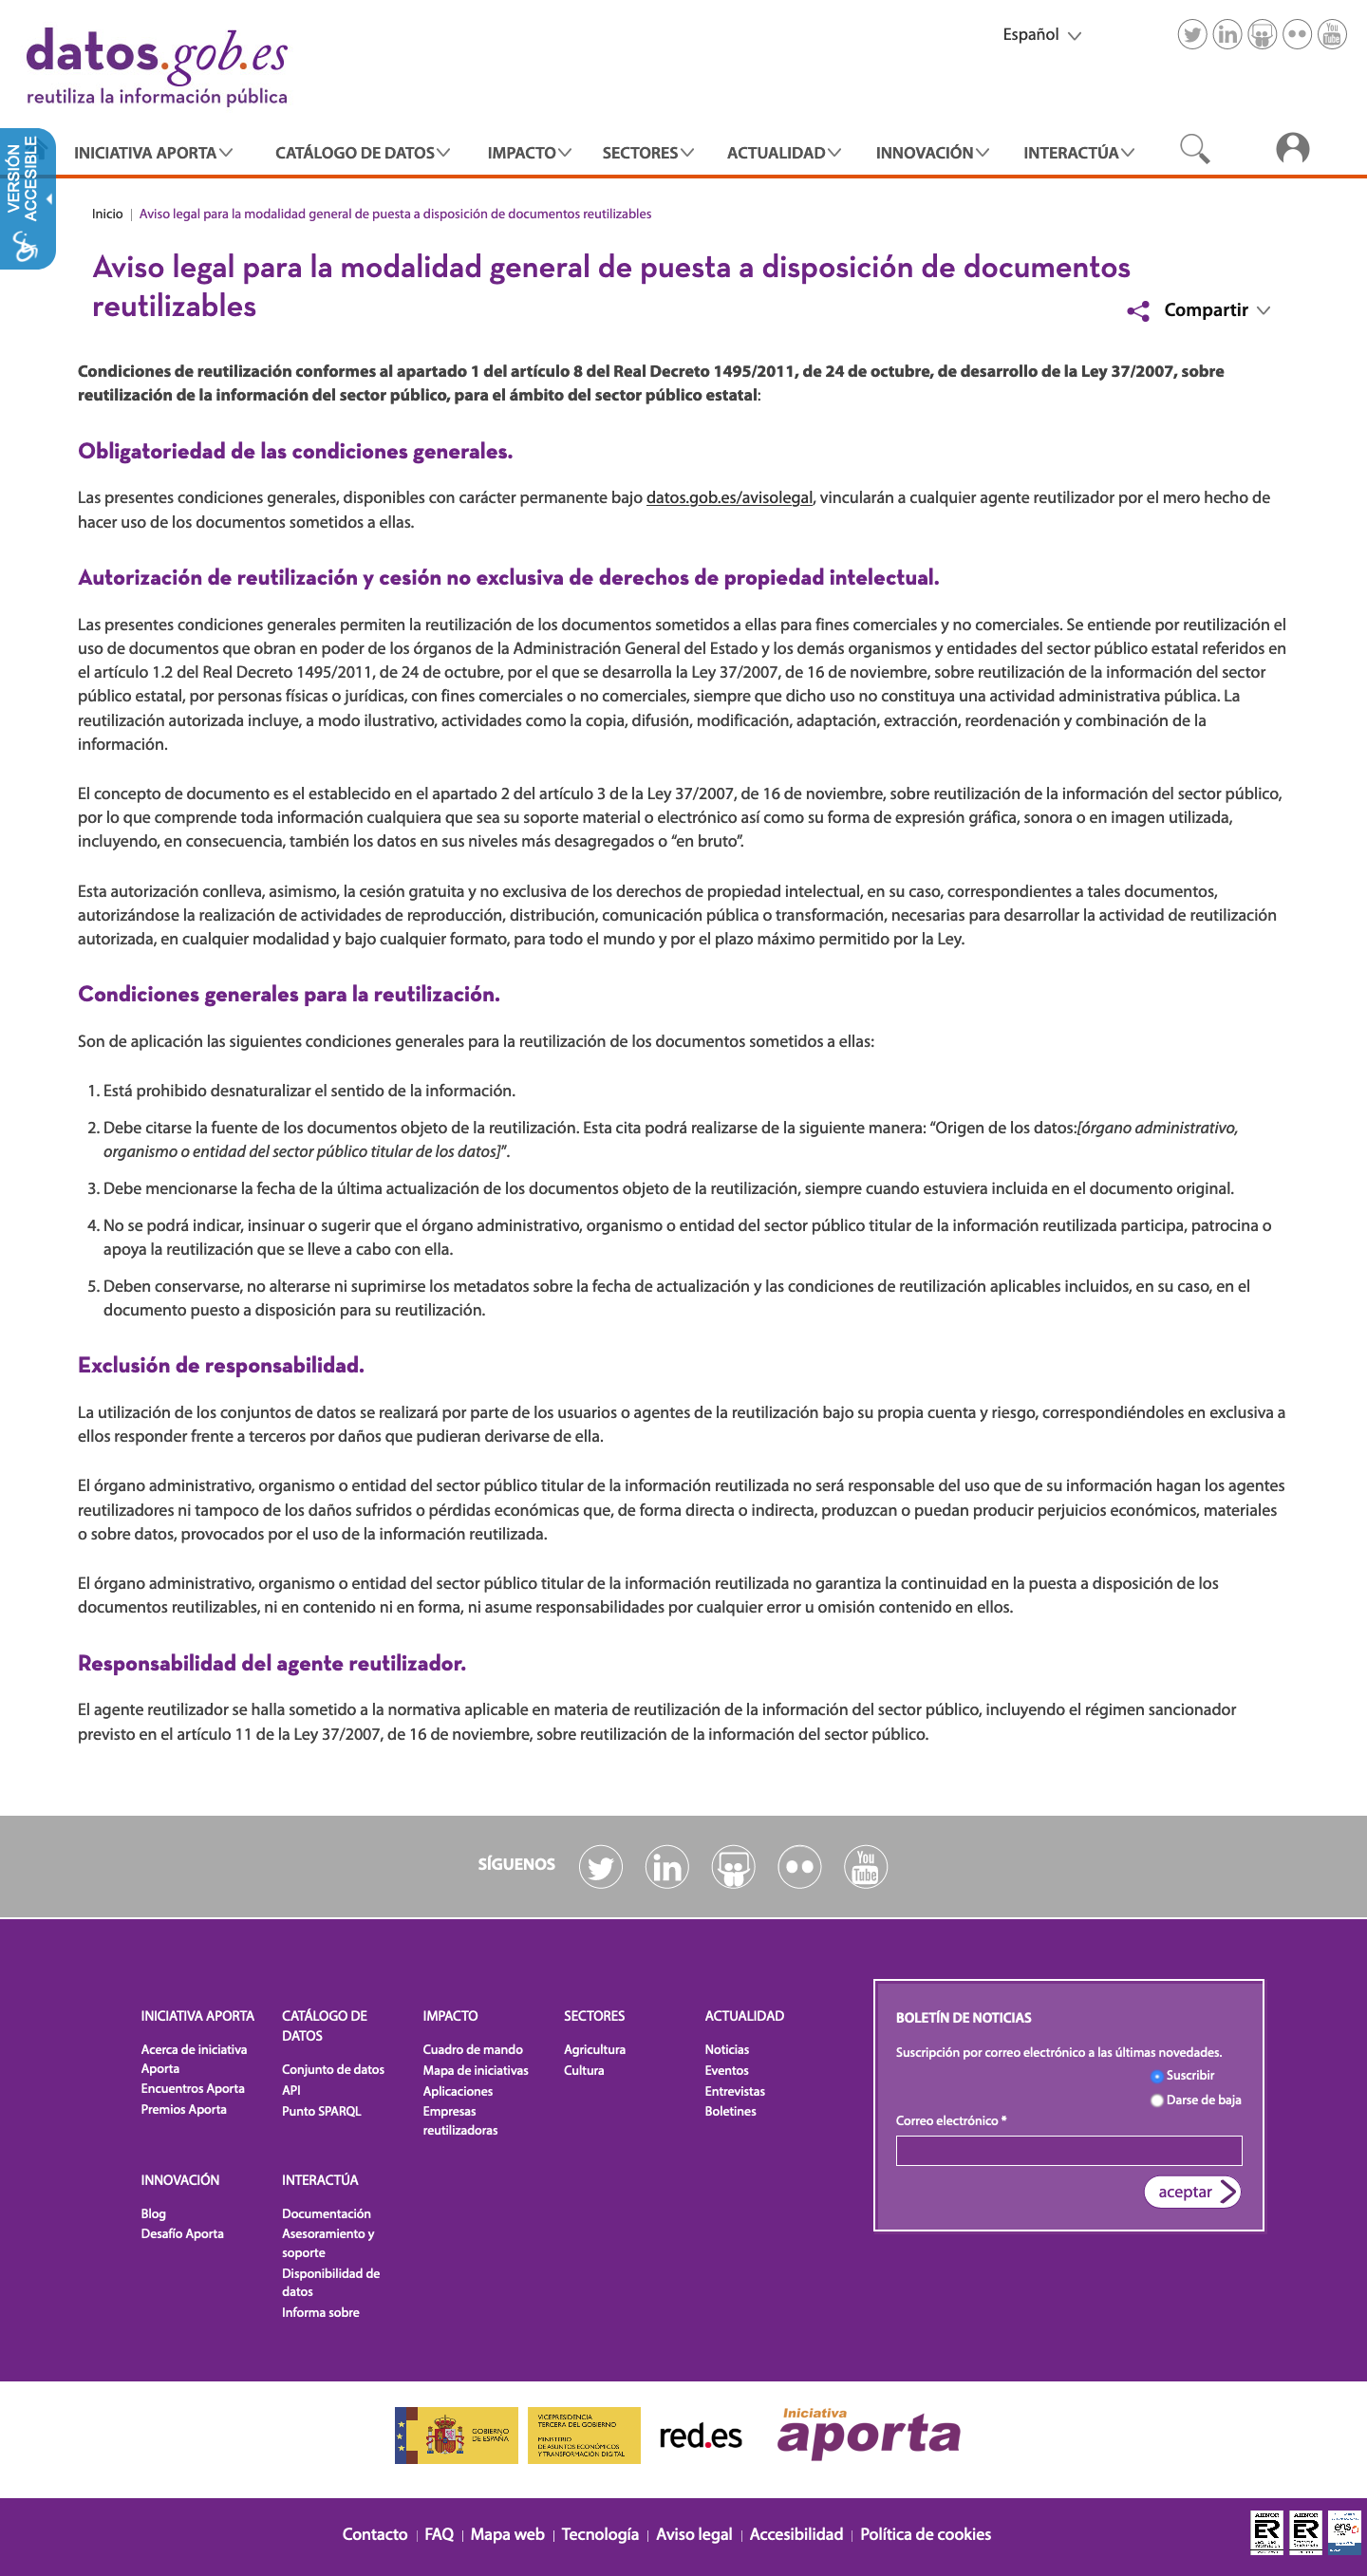 datos.gob.es
reutiliza la información pública
Español
VERSIÓN
ACCESIBLE
INICIATIVA APORTA
CATÁLOGO DE DATOS
IMPACTO
SECTORES
ACTUALIDAD
INNOVACIÓN
INTERACTÚA
Inicio | Aviso legal para la modalidad general de puesta a disposición de documentos reutilizables
Aviso legal para la modalidad general de puesta a disposición de documentos
reutilizables
Compartir
Condiciones de reutilización conformes al apartado 1 del artículo 8 del Real Decreto 1495/2011, de 24 de octubre, de desarrollo de la Ley 37/2007, sobre
reutilización de la información del sector público, para el ámbito del sector público estatal:
Obligatoriedad de las condiciones generales.
Las presentes condiciones generales, disponibles con carácter permanente bajo datos.gob.es/avisolegal, vincularán a cualquier agente reutilizador por el mero hecho de
hacer uso de los documentos sometidos a ellas.
Autorización de reutilización y cesión no exclusiva de derechos de propiedad intelectual.
Las presentes condiciones generales permiten la reutilización de los documentos sometidos a ellas para fines comerciales y no comerciales. Se entiende por reutilización el
uso de documentos que obran en poder de los órganos de la Administración General del Estado y los demás organismos y entidades del sector público estatal referidos en
el artículo 1.2 del Real Decreto 1495/2011, de 24 de octubre, por el que se desarrolla la Ley 37/2007, de 16 de noviembre, sobre reutilización de la información del sector
público estatal, por personas físicas o jurídicas, con fines comerciales o no comerciales, siempre que dicho uso no constituya una actividad administrativa pública. La
reutilización autorizada incluye, a modo ilustrativo, actividades como la copia, difusión, modificación, adaptación, extracción, reordenación y combinación de la
información.
El concepto de documento es el establecido en el apartado 2 del artículo 3 de la Ley 37/2007, de 16 de noviembre, sobre reutilización de la información del sector público,
por lo que comprende toda información cualquiera que sea su soporte material o electrónico así como su forma de expresión gráfica, sonora o en imagen utilizada,
incluyendo, en consecuencia, también los datos en sus niveles más desagregados o “en bruto”.
Esta autorización conlleva, asimismo, la cesión gratuita y no exclusiva de los derechos de propiedad intelectual, en su caso, correspondientes a tales documentos,
autorizándose la realización de actividades de reproducción, distribución, comunicación pública o transformación, necesarias para desarrollar la actividad de reutilización
autorizada, en cualquier modalidad y bajo cualquier formato, para todo el mundo y por el plazo máximo permitido por la Ley.
Condiciones generales para la reutilización.
Son de aplicación las siguientes condiciones generales para la reutilización de los documentos sometidos a ellas:
1. Está prohibido desnaturalizar el sentido de la información.
2. Debe citarse la fuente de los documentos objeto de la reutilización. Esta cita podrá realizarse de la siguiente manera: “Origen de los datos:[órgano administrativo,
organismo o entidad del sector público titular de los datos]”.
3. Debe mencionarse la fecha de la última actualización de los documentos objeto de la reutilización, siempre cuando estuviera incluida en el documento original.
4. No se podrá indicar, insinuar o sugerir que el órgano administrativo, organismo o entidad del sector público titular de la información reutilizada participa, patrocina o
apoya la reutilización que se lleve a cabo con ella.
5. Deben conservarse, no alterarse ni suprimirse los metadatos sobre la fecha de actualización y las condiciones de reutilización aplicables incluidos, en su caso, en el
documento puesto a disposición para su reutilización.
Exclusión de responsabilidad.
La utilización de los conjuntos de datos se realizará por parte de los usuarios o agentes de la reutilización bajo su propia cuenta y riesgo, correspondiéndoles en exclusiva a
ellos responder frente a terceros por daños que pudieran derivarse de ella.
El órgano administrativo, organismo o entidad del sector público titular de la información reutilizada no será responsable del uso que de su información hagan los agentes
reutilizadores ni tampoco de los daños sufridos o pérdidas económicas que, de forma directa o indirecta, produzcan o puedan producir perjuicios económicos, materiales
o sobre datos, provocados por el uso de la información reutilizada.
El órgano administrativo, organismo o entidad del sector público titular de la información reutilizada no garantiza la continuidad en la puesta a disposición de los
documentos reutilizables, ni en contenido ni en forma, ni asume responsabilidades por cualquier error u omisión contenido en ellos.
Responsabilidad del agente reutilizador.
El agente reutilizador se halla sometido a la normativa aplicable en materia de reutilización de la información del sector público, incluyendo el régimen sancionador
previsto en el artículo 11 de la Ley 37/2007, de 16 de noviembre, sobre reutilización de la información del sector público.
SÍGUENOS
You
Tube
INICIATIVA APORTA
Acerca de iniciativa
Aporta
Encuentros Aporta
Premios Aporta
CATÁLOGO DE
DATOS
Conjunto de datos
API
Punto SPARQL
IMPACTO
Cuadro de mando
Mapa de iniciativas
Aplicaciones
Empresas
reutilizadoras
SECTORES
Agricultura
Cultura
ACTUALIDAD
Noticias
Eventos
Entrevistas
Boletines
INNOVACIÓN
Blog
Desafío Aporta
INTERACTÚA
Documentación
Asesoramiento y
soporte
Disponibilidad de
datos
Informa sobre
BOLETÍN DE NOTICIAS
Suscripción por correo electrónico a las últimas novedades.
Suscribir
Darse de baja
Correo electrónico *
aceptar
GOBIERNO
DE ESPAÑA
VICEPRESIDENCIA
TERCERA DEL GOBIERNO
MINISTERIO
DE ASUNTOS ECONÓMICOS
Y TRANSFORMACIÓN DIGITAL
red.es
Iniciativa
aporta
Contacto | FAQ | Mapa web | Tecnología | Aviso legal | Accesibilidad | Política de cookies
AENOR
ER
AENOR
ER
ens